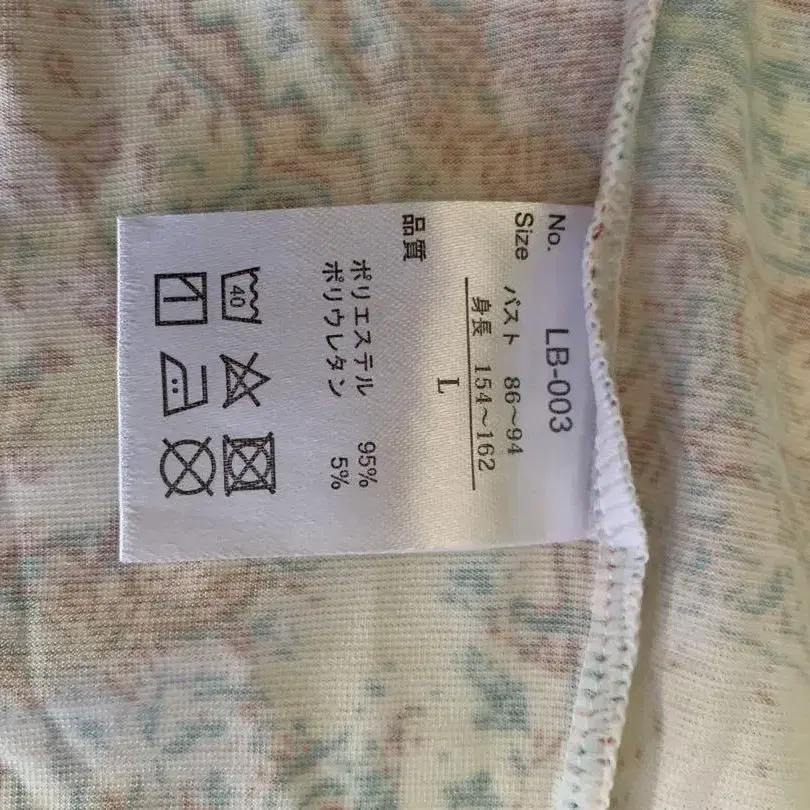 No. LB-003
Size バスト 86～94
身長 154～162
L
品質
ポリエステル 95%
ポリウレタン 5%
40